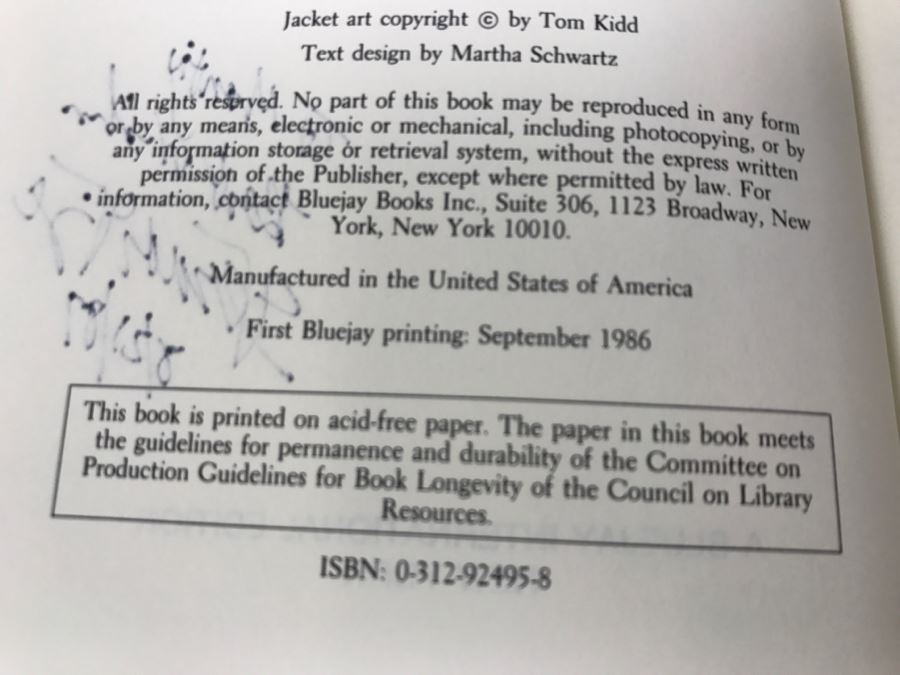 Jacket art copyright © by Tom Kidd
Text design by Martha Schwartz
All rights reserved. No part of this book may be reproduced in any form
or by any means, electronic or mechanical, including photocopying, or by
any information storage or retrieval system, without the express written
permission of the Publisher, except where permitted by law. For
information, contact Bluejay Books Inc., Suite 306, 1123 Broadway, New
York, New York 10010.
Manufactured in the United States of America
First Bluejay printing: September 1986
This book is printed on acid-free paper. The paper in this book meets
the guidelines for permanence and durability of the Committee on
Production Guidelines for Book Longevity of the Council on Library
Resources.
ISBN: 0-312-92495-8